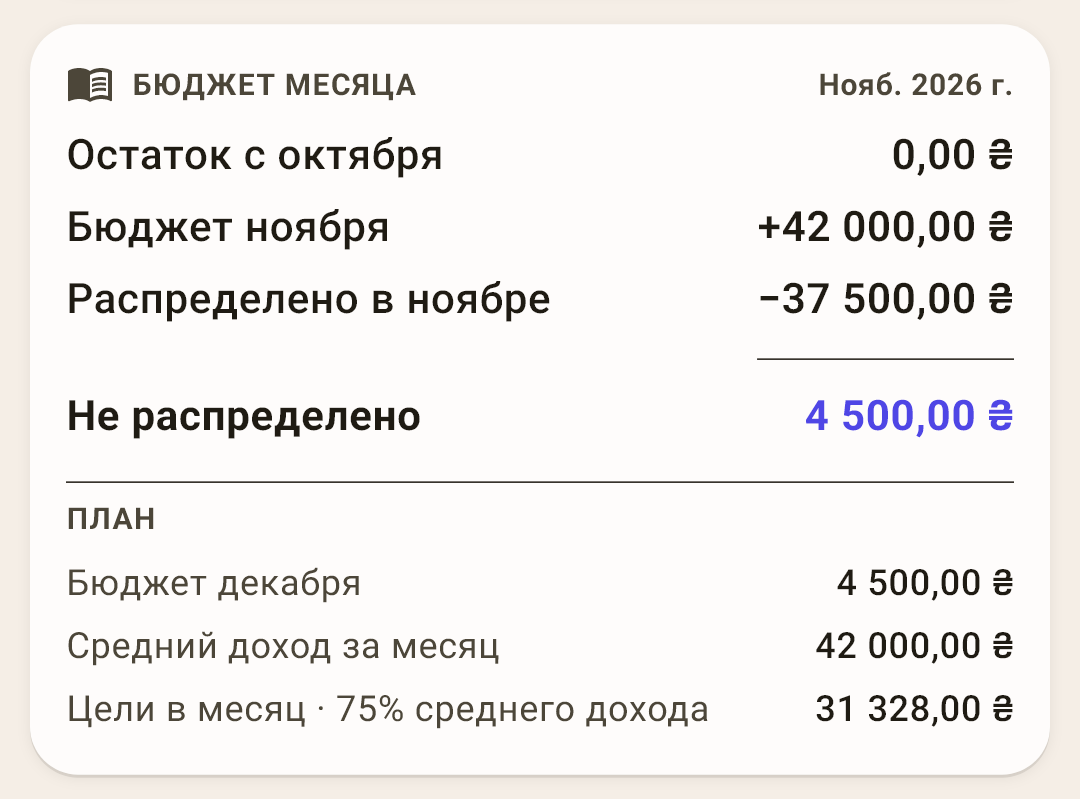 БЮДЖЕТ МЕСЯЦА Нояб. 2026 г.
Остаток с октября 0,00 ₴
Бюджет ноября +42 000,00 ₴
Распределено в ноябре −37 500,00 ₴
Не распределено 4 500,00 ₴
ПЛАН
Бюджет декабря 4 500,00 ₴
Средний доход за месяц 42 000,00 ₴
Цели в месяц · 75% среднего дохода 31 328,00 ₴